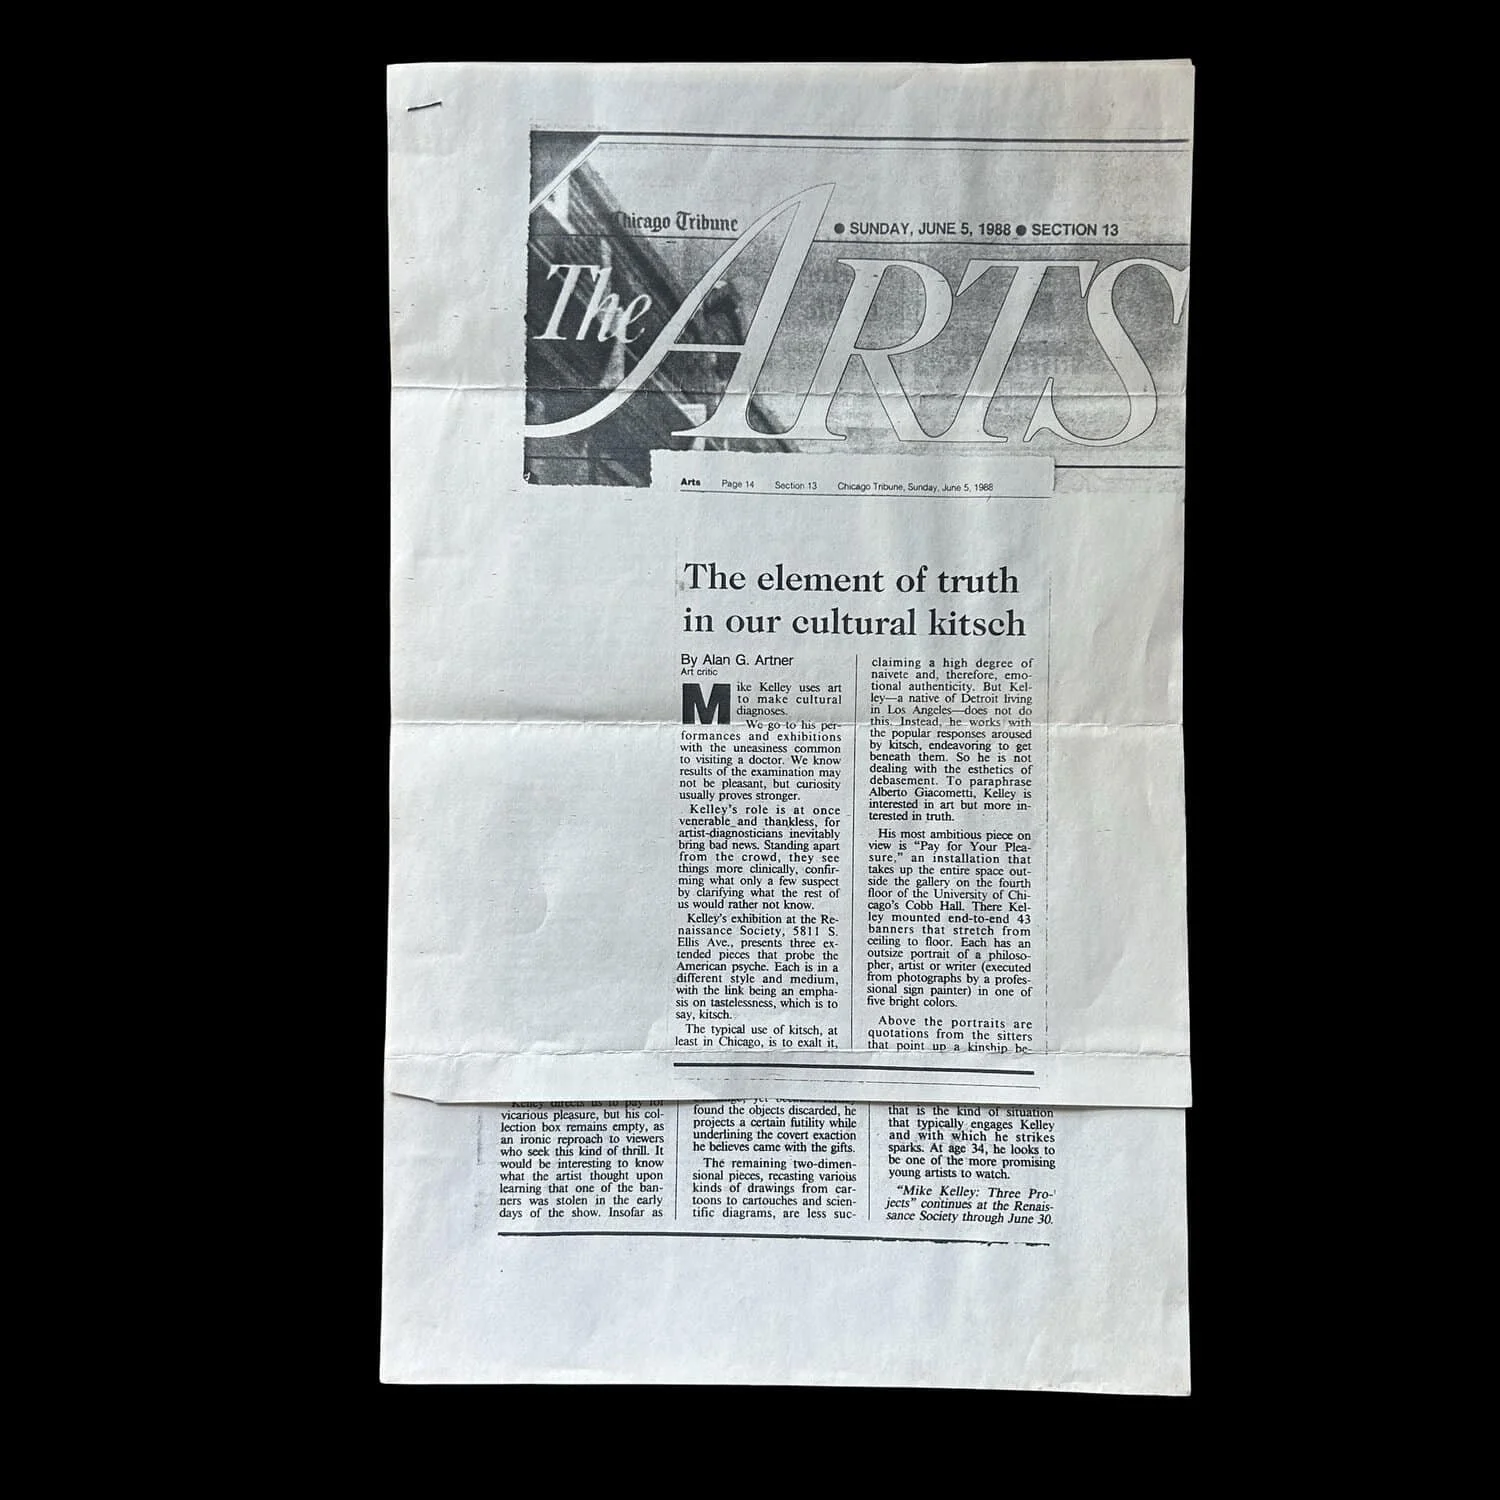 Chicago Tribune
● SUNDAY, JUNE 5, 1988 ● SECTION 13
The ARTS
Arts Page 14 Section 13 Chicago Tribune, Sunday, June 5, 1988
The element of truth
in our cultural kitsch
By Alan G. Artner
Art critic
Mike Kelley uses art
to make cultural
diagnoses.
We go to his per-
formances and exhibitions
with the uneasiness common
to visiting a doctor. We know
results of the examination may
not be pleasant, but curiosity
usually proves stronger.
Kelley's role is at once
venerable and thankless, for
artist-diagnosticians inevitably
bring bad news. Standing apart
from the crowd, they see
things more clinically, confir-
ming what only a few suspect
by clarifying what the rest of
us would rather not know.
Kelley's exhibition at the Re-
naissance Society, 5811 S.
Ellis Ave., presents three ex-
tended pieces that probe the
American psyche. Each is in a
different style and medium,
with the link being an empha-
sis on tastelessness, which is to
say, kitsch.
The typical use of kitsch, at
least in Chicago, is to exalt it,
claiming a high degree of
naivete and, therefore, emo-
tional authenticity. But Kel-
ley—a native of Detroit living
in Los Angeles—does not do
this. Instead, he works with
the popular responses aroused
by kitsch, endeavoring to get
beneath them. So he is not
dealing with the esthetics of
debasement. To paraphrase
Alberto Giacometti, Kelley is
interested in art but more in-
terested in truth.
His most ambitious piece on
view is "Pay for Your Plea-
sure," an installation that
takes up the entire space out-
side the gallery on the fourth
floor of the University of Chi-
cago's Cobb Hall. There Kel-
ley mounted end-to-end 43
banners that stretch from
ceiling to floor. Each has an
outsize portrait of a philoso-
pher, artist or writer (executed
from photographs by a profes-
sional sign painter) in one of
five bright colors.
Above the portraits are
quotations from the sitters
that point up a kinship be-
Kelley directs us to pay for
vicarious pleasure, but his col-
lection box remains empty, as
an ironic reproach to viewers
who seek this kind of thrill. It
would be interesting to know
what the artist thought upon
learning that one of the ban-
ners was stolen in the early
days of the show. Insofar as
found the objects discarded, he
projects a certain futility while
underlining the covert exaction
he believes came with the gifts.
The remaining two-dimen-
sional pieces, recasting various
kinds of drawings from car-
toons to cartouches and scien-
tific diagrams, are less suc-
that is the kind of situation
that typically engages Kelley
and with which he strikes
sparks. At age 34, he looks to
be one of the more promising
young artists to watch.
"Mike Kelley: Three Pro-
jects" continues at the Renais-
sance Society through June 30.